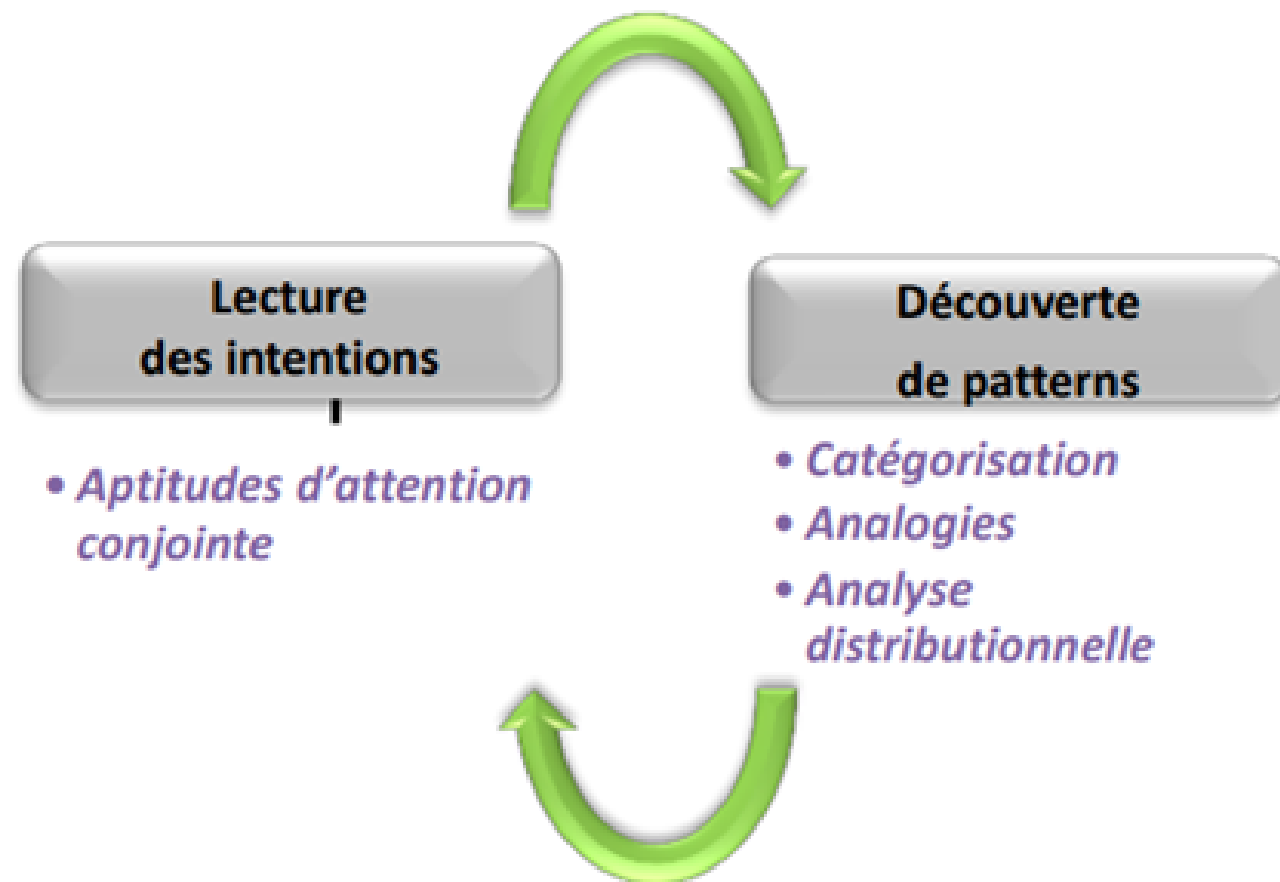 Lecture
des intentions
• Aptitudes d’attention
conjointe
Découverte
de patterns
• Catégorisation
• Analogies
• Analyse
distributionnelle